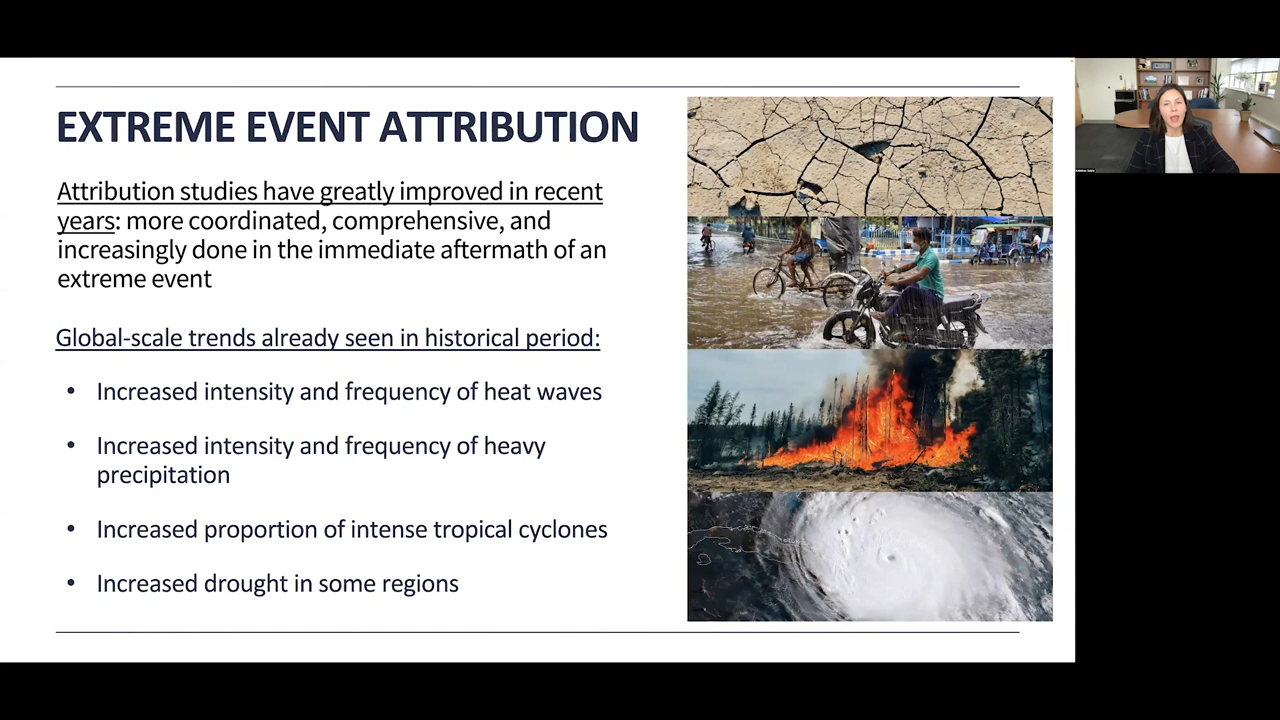 EXTREME EVENT ATTRIBUTION
Attribution studies have greatly improved in recent
years: more coordinated, comprehensive, and
increasingly done in the immediate aftermath of an
extreme event
Global-scale trends already seen in historical period:
• Increased intensity and frequency of heat waves
• Increased intensity and frequency of heavy
precipitation
• Increased proportion of intense tropical cyclones
• Increased drought in some regions